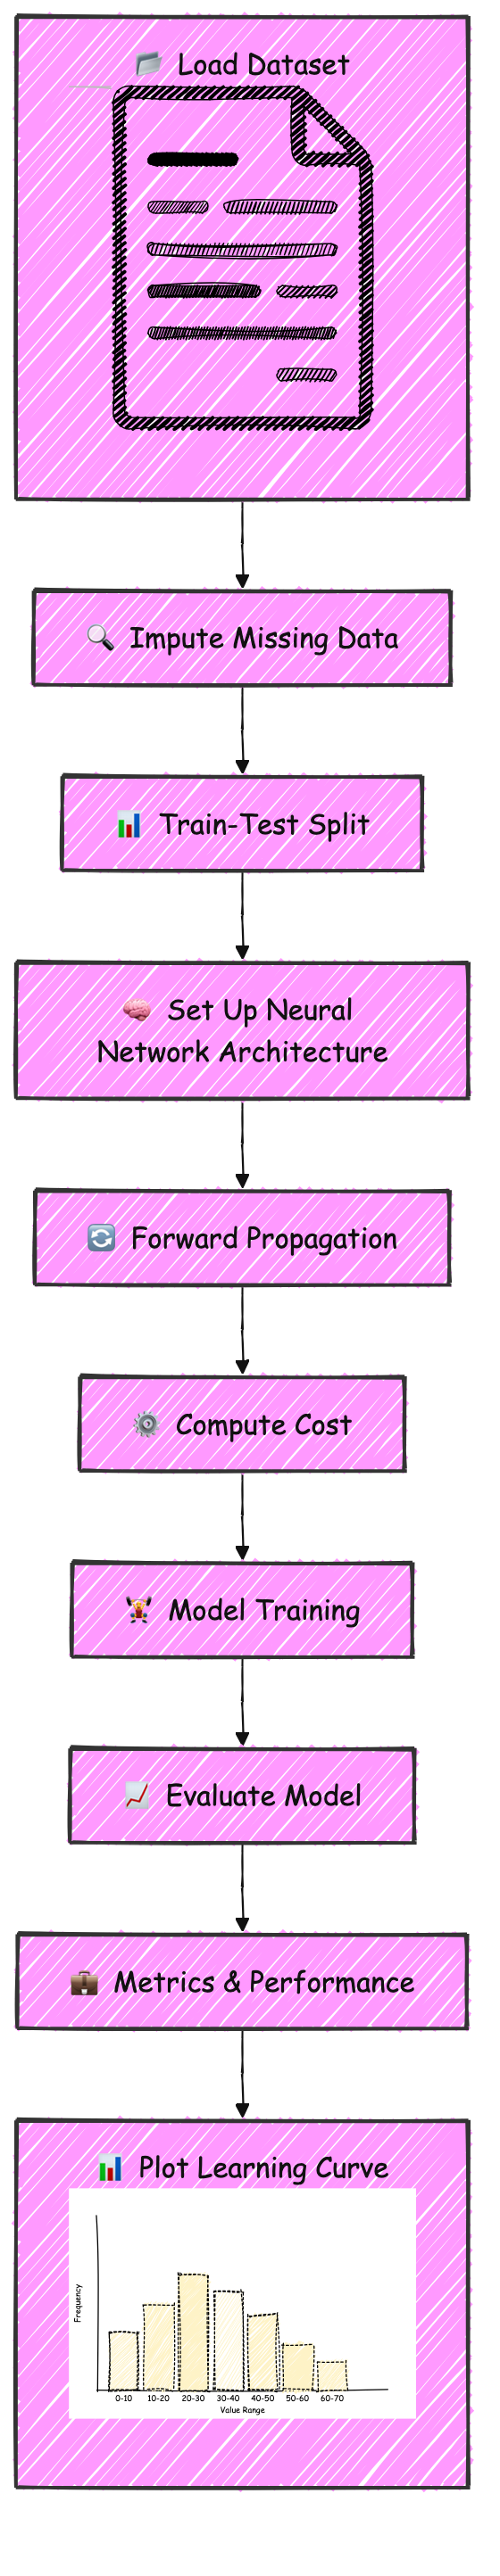 Load Dataset
Impute Missing Data
Train-Test Split
Set Up Neural
Network Architecture
Forward Propagation
Compute Cost
Model Training
Evaluate Model
Metrics & Performance
Plot Learning Curve
Frequency
0-10 10-20 20-30 30-40 40-50 50-60 60-70
Value Range